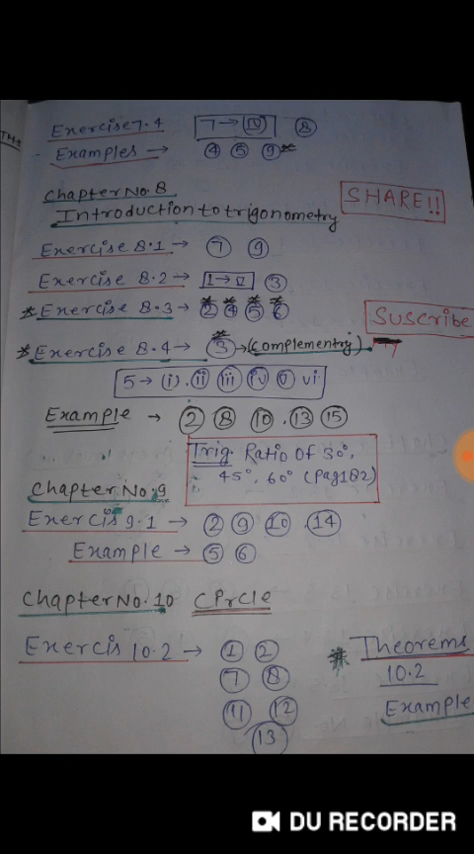 Exercise 7.4 7→IV 8
Examples → 4 5 9*
Chapter No. 8
Introduction to trigonometry
SHARE!!
Exercise 8.1 → 7 9
Exercise 8.2 → 1→V 3
*Exercise 8.3 → *2 *4 *5 *6
Suscribe
*Exercise 8.4 → *3 → (complementry)
5→ (i). ii iii iv v vi
Example → 2 8 10 .13 15
Trig. Ratio Of 30°,
45°, 60° (Pag182)
Chapter No. 9
Exercis 9.1 → 2 9 10 .14
Example → 5 6
Chapter No. 10 Circle
Exercis 10.2 → 1 2
7 8
11 12
13
# Theorems
10.2
Example
DU RECORDER